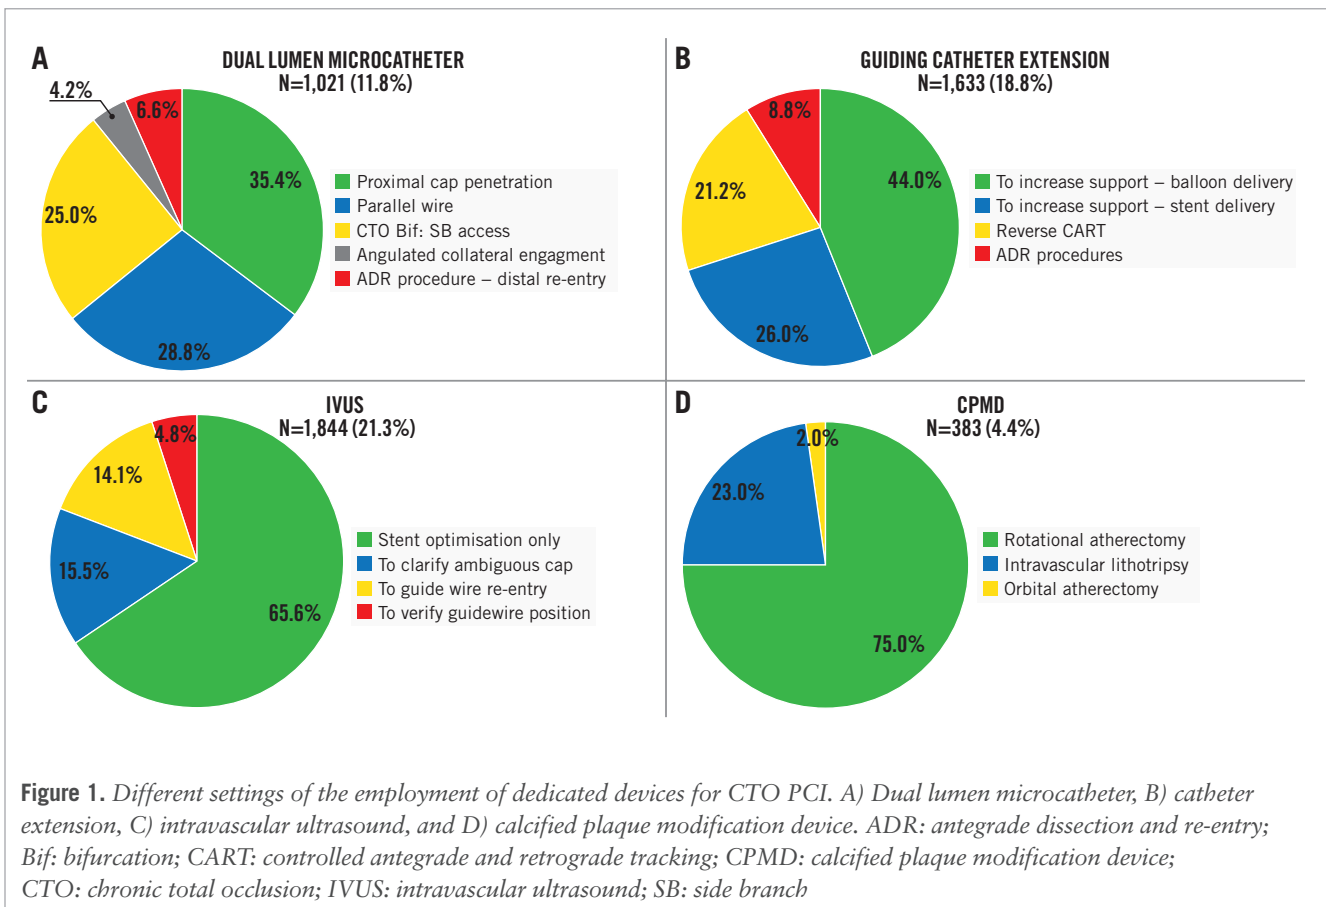 A
DUAL LUMEN MICROCATHETER
N=1,021 (11.8%)
4.2%
6.6%
35.4%
25.0%
28.8%
Proximal cap penetration
Parallel wire
CTO Bif: SB access
Angulated collateral engagment
ADR procedure – distal re-entry
B
GUIDING CATHETER EXTENSION
N=1,633 (18.8%)
8.8%
44.0%
21.2%
26.0%
To increase support – balloon delivery
To increase support – stent delivery
Reverse CART
ADR procedures
C
IVUS
N=1,844 (21.3%)
4.8%
14.1%
15.5%
65.6%
Stent optimisation only
To clarify ambiguous cap
To guide wire re-entry
To verify guidewire position
D
CPMD
N=383 (4.4%)
2.0%
23.0%
75.0%
Rotational atherectomy
Intravascular lithotripsy
Orbital atherectomy
Figure 1. Different settings of the employment of dedicated devices for CTO PCI. A) Dual lumen microcatheter, B) catheter
extension, C) intravascular ultrasound, and D) calcified plaque modification device. ADR: antegrade dissection and re-entry;
Bif: bifurcation; CART: controlled antegrade and retrograde tracking; CPMD: calcified plaque modification device;
CTO: chronic total occlusion; IVUS: intravascular ultrasound; SB: side branch